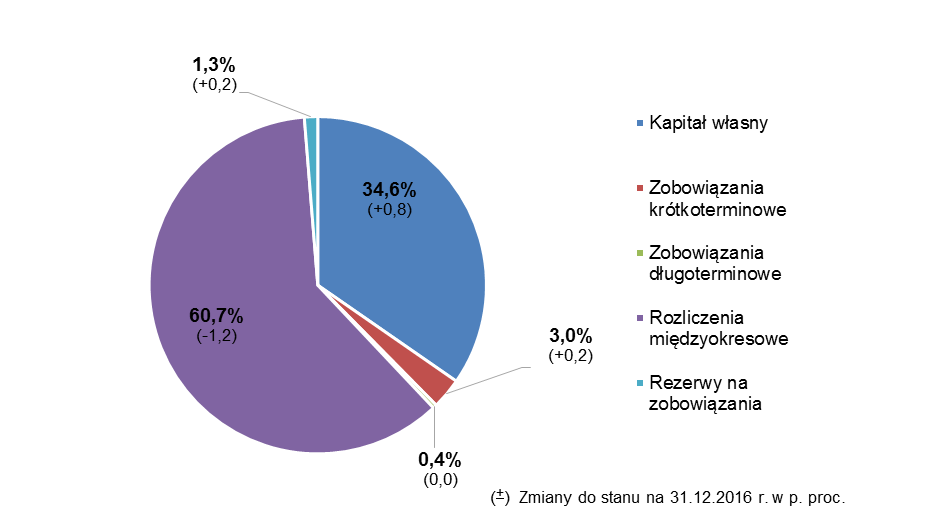 1,3%
(+0,2)
34,6%
(+0,8)
60,7%
(-1,2)
3,0%
(+0,2)
0,4%
(0,0)
Kapitał własny
Zobowiązania
krótkoterminowe
Zobowiązania
długoterminowe
Rozliczenia
międzyokresowe
Rezerwy na
zobowiązania
(±) Zmiany do stanu na 31.12.2016 r. w p. proc.